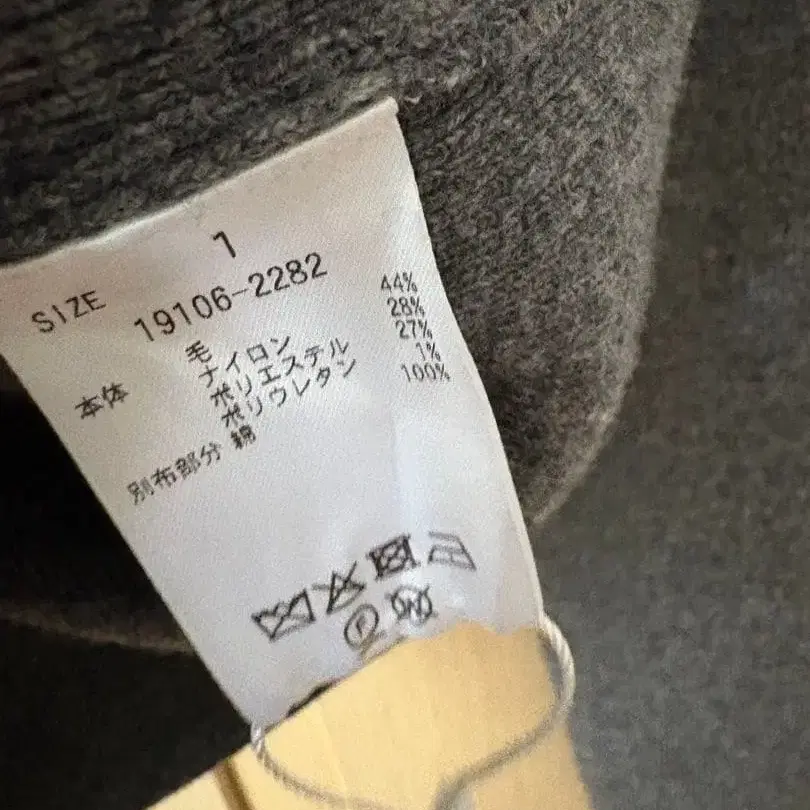 SIZE 1
19106-2282
本体 毛 44%
ナイロン 28%
ポリエステル 27%
ポリウレタン 1%
別布部分 綿 100%
F W